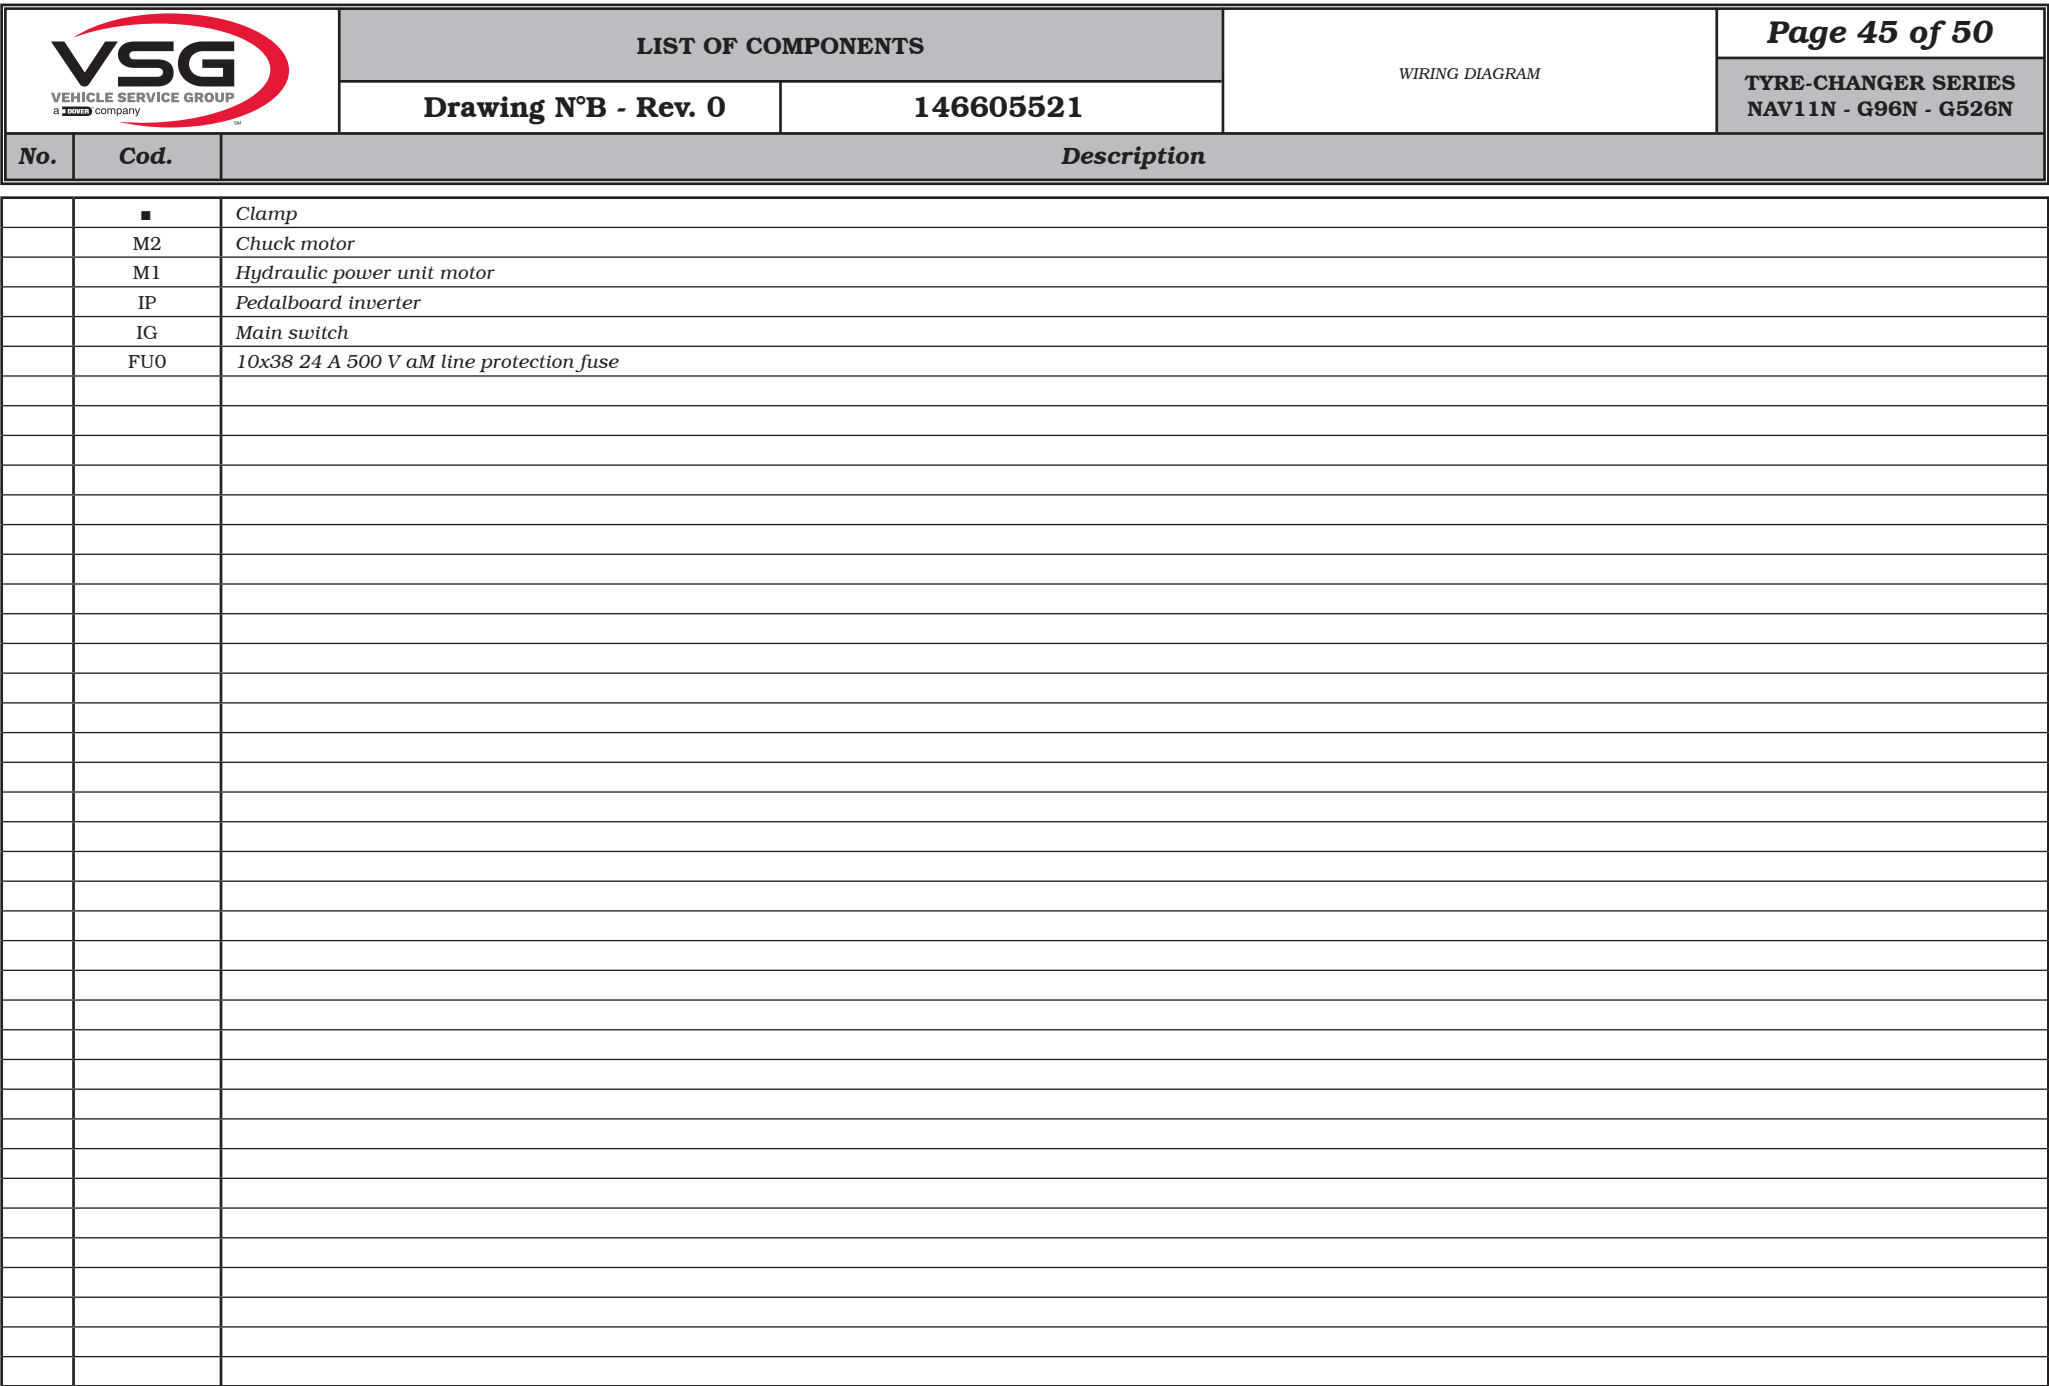 VSG
VEHICLE SERVICE GROUP
a DOVER company
SM
LIST OF COMPONENTS
Drawing N°B - Rev. 0
146605521
WIRING DIAGRAM
Page 45 of 50
TYRE-CHANGER SERIES
NAV11N - G96N - G526N
No. Cod. Description
■ Clamp
M2 Chuck motor
M1 Hydraulic power unit motor
IP Pedalboard inverter
IG Main switch
FU0 10x38 24 A 500 V aM line protection fuse